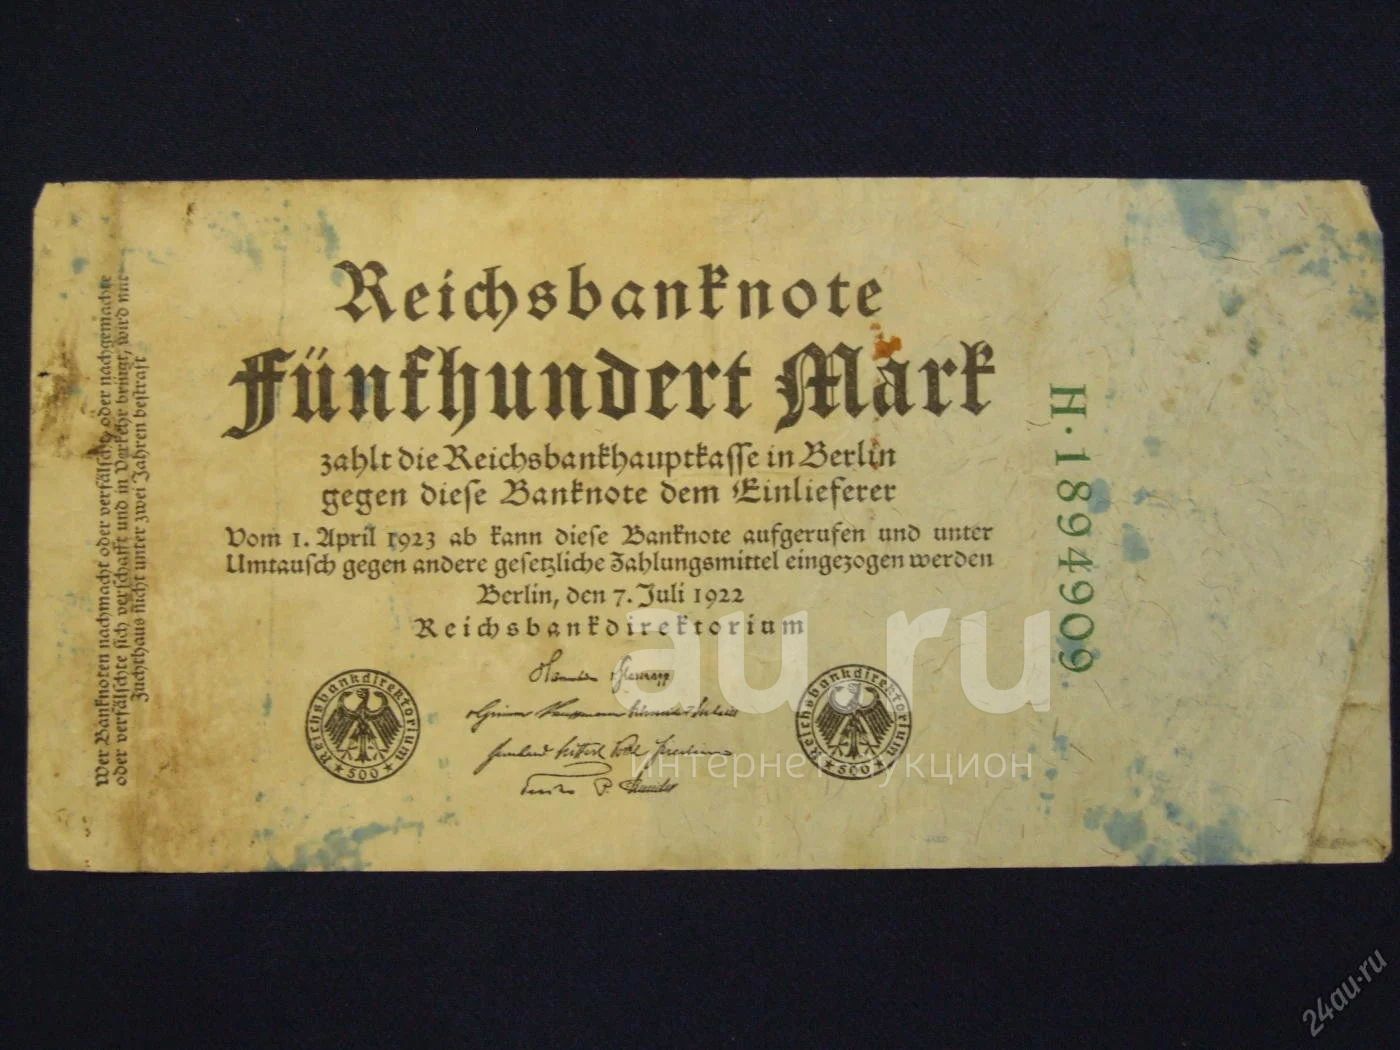 Reichsbanknote
Fünfhundert Mark
zahlt die Reichsbankhauptkasse in Berlin
gegen diese Banknote dem Einlieferer
Vom 1. April 1923 ab kann diese Banknote aufgerufen und unter
Umtausch gegen andere gesetzliche Zahlungsmittel eingezogen werden
Berlin, den 7. Juli 1922
Reichsbankdirektorium
Reichsbankdirektorium
★ 500 ★
Reichsbankdirektorium
★ 500 ★
Wer Banknoten nachmacht oder verfälscht, oder nachgemachte
oder verfälschte sich verschafft und in Verkehr bringt, wird mit
Zuchthaus nicht unter zwei Jahren bestraft
H·1894909
au.ru
интернет аукцион
24au.ru